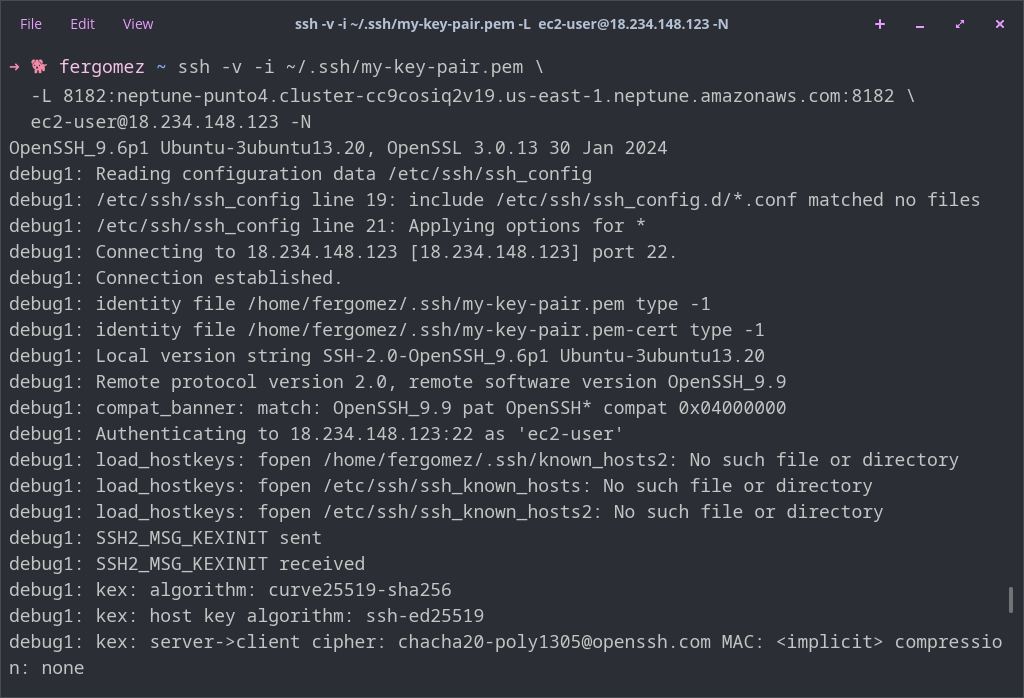 File Edit View ssh -v -i ~/.ssh/my-key-pair.pem -L ec2-user@18.234.148.123 -N
→ fergomez ~ ssh -v -i ~/.ssh/my-key-pair.pem \
-L 8182:neptune-punto4.cluster-cc9cosiq2v19.us-east-1.neptune.amazonaws.com:8182 \
ec2-user@18.234.148.123 -N
OpenSSH_9.6p1 Ubuntu-3ubuntu13.20, OpenSSL 3.0.13 30 Jan 2024
debug1: Reading configuration data /etc/ssh/ssh_config
debug1: /etc/ssh/ssh_config line 19: include /etc/ssh/ssh_config.d/*.conf matched no files
debug1: /etc/ssh/ssh_config line 21: Applying options for *
debug1: Connecting to 18.234.148.123 [18.234.148.123] port 22.
debug1: Connection established.
debug1: identity file /home/fergomez/.ssh/my-key-pair.pem type -1
debug1: identity file /home/fergomez/.ssh/my-key-pair.pem-cert type -1
debug1: Local version string SSH-2.0-OpenSSH_9.6p1 Ubuntu-3ubuntu13.20
debug1: Remote protocol version 2.0, remote software version OpenSSH_9.9
debug1: compat_banner: match: OpenSSH_9.9 pat OpenSSH* compat 0x04000000
debug1: Authenticating to 18.234.148.123:22 as 'ec2-user'
debug1: load_hostkeys: fopen /home/fergomez/.ssh/known_hosts2: No such file or directory
debug1: load_hostkeys: fopen /etc/ssh/ssh_known_hosts: No such file or directory
debug1: load_hostkeys: fopen /etc/ssh/ssh_known_hosts2: No such file or directory
debug1: SSH2_MSG_KEXINIT sent
debug1: SSH2_MSG_KEXINIT received
debug1: kex: algorithm: curve25519-sha256
debug1: kex: host key algorithm: ssh-ed25519
debug1: kex: server->client cipher: chacha20-poly1305@openssh.com MAC: <implicit> compressio
n: none